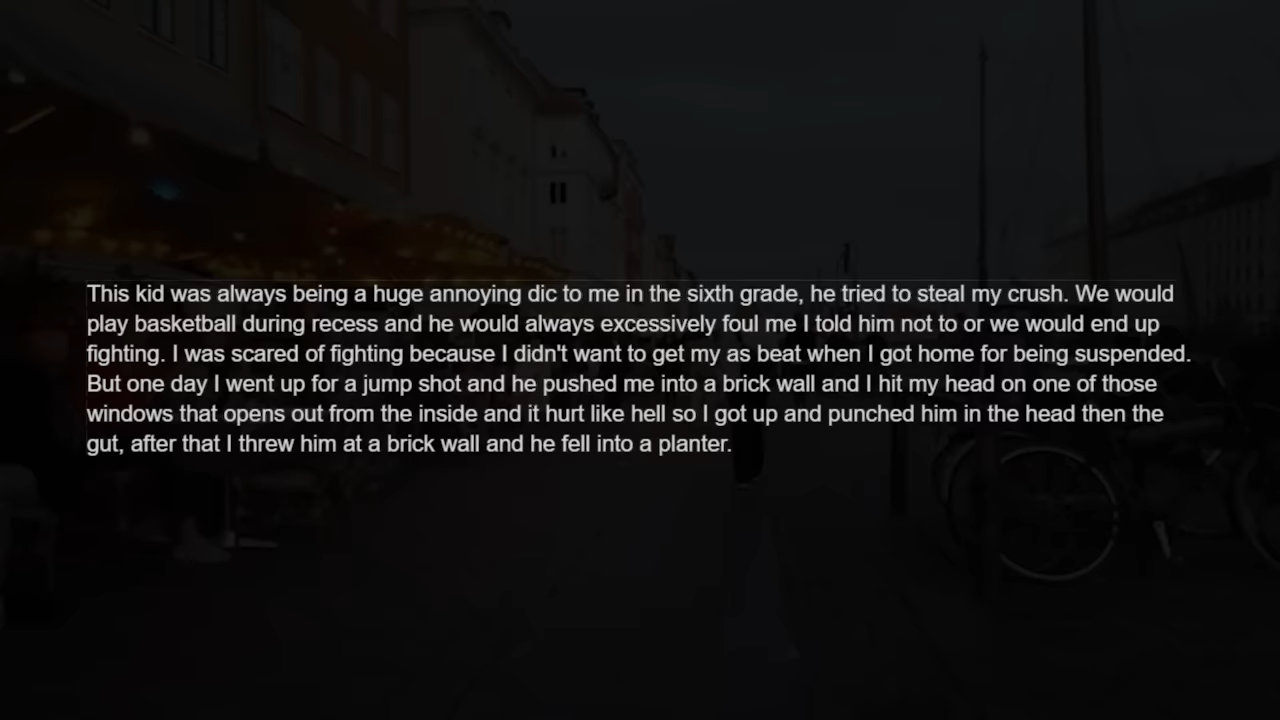 This kid was always being a huge annoying dic to me in the sixth grade, he tried to steal my crush. We would
play basketball during recess and he would always excessively foul me I told him not to or we would end up
fighting. I was scared of fighting because I didn't want to get my as beat when I got home for being suspended.
But one day I went up for a jump shot and he pushed me into a brick wall and I hit my head on one of those
windows that opens out from the inside and it hurt like hell so I got up and punched him in the head then the
gut, after that I threw him at a brick wall and he fell into a planter.